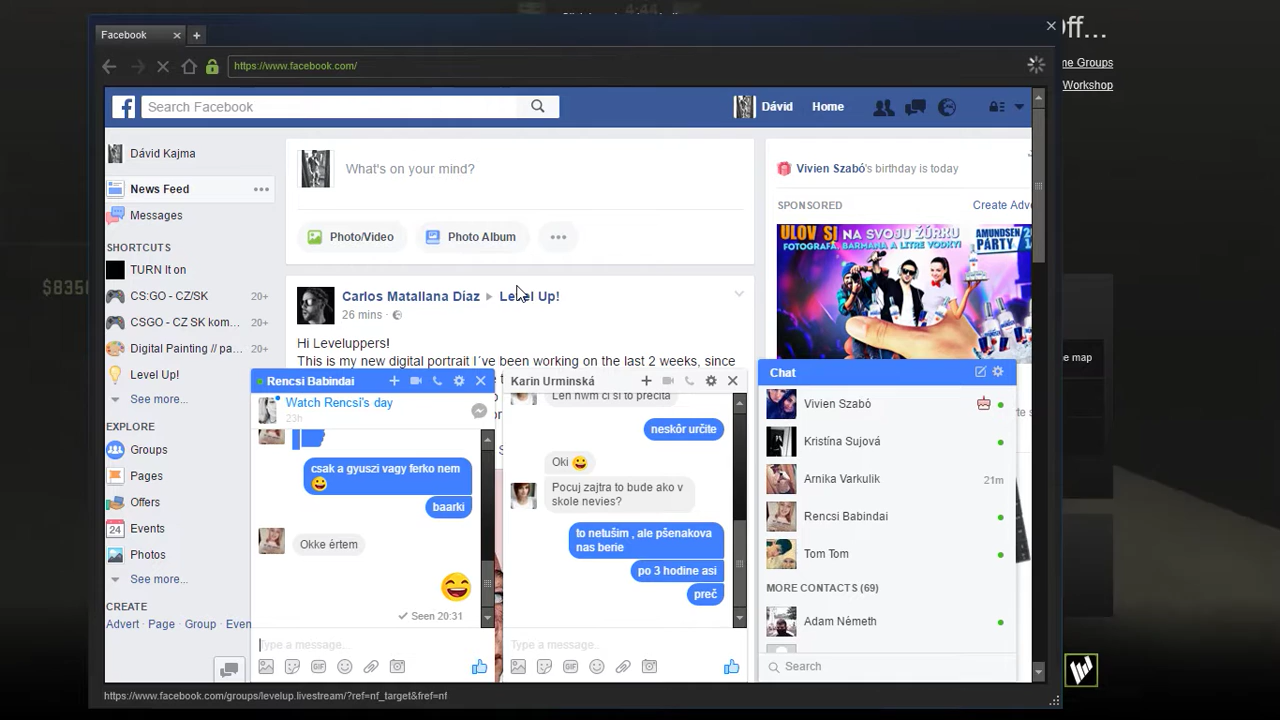 Facebook
https://www.facebook.com/
ff...
me Groups
Workshop
Search Facebook
Dávid
Home
Dávid Kajma
News Feed
Messages
SHORTCUTS
TURN It on
CS:GO - CZ/SK 20+
CSGO - CZ SK kom... 20+
Digital Painting // pa... 20+
Level Up!
See more...
EXPLORE
Groups
Pages
Offers
Events
Photos
See more...
CREATE
Advert · Page · Group · Even
What's on your mind?
Photo/Video
Photo Album
Carlos Matallana Díaz Level Up!
26 mins ·
Hi Leveluppers!
This is my new digital portrait I´ve been working on the last 2 weeks, since
Vivien Szabó's birthday is today
SPONSORED
Create Adve
ULOV SI NA SVOJU ŽÚRKU
FOTOGRAFA, BARMANA A LITRE VODKY!
AMUNDSEN
PARTY
$8350
e map
Rencsi Babindai
Watch Rencsi's day
23h
csak a gyuszi vagy ferko nem
baarki
Okke értem
Seen 20:31
Type a message...
Karin Urminská
Len nwm ci si to precita
neskôr určite
Oki
Pocuj zajtra to bude ako v
skole nevies?
to netušim , ale pšenakova
nas berie
po 3 hodine asi
preč
Type a message...
Chat
Vivien Szabó
Kristína Sujová
Arnika Varkulik 21m
Rencsi Babindai
Tom Tom
MORE CONTACTS (69)
Adam Németh
Search
https://www.facebook.com/groups/levelup.livestream/?ref=nf_target&fref=nf